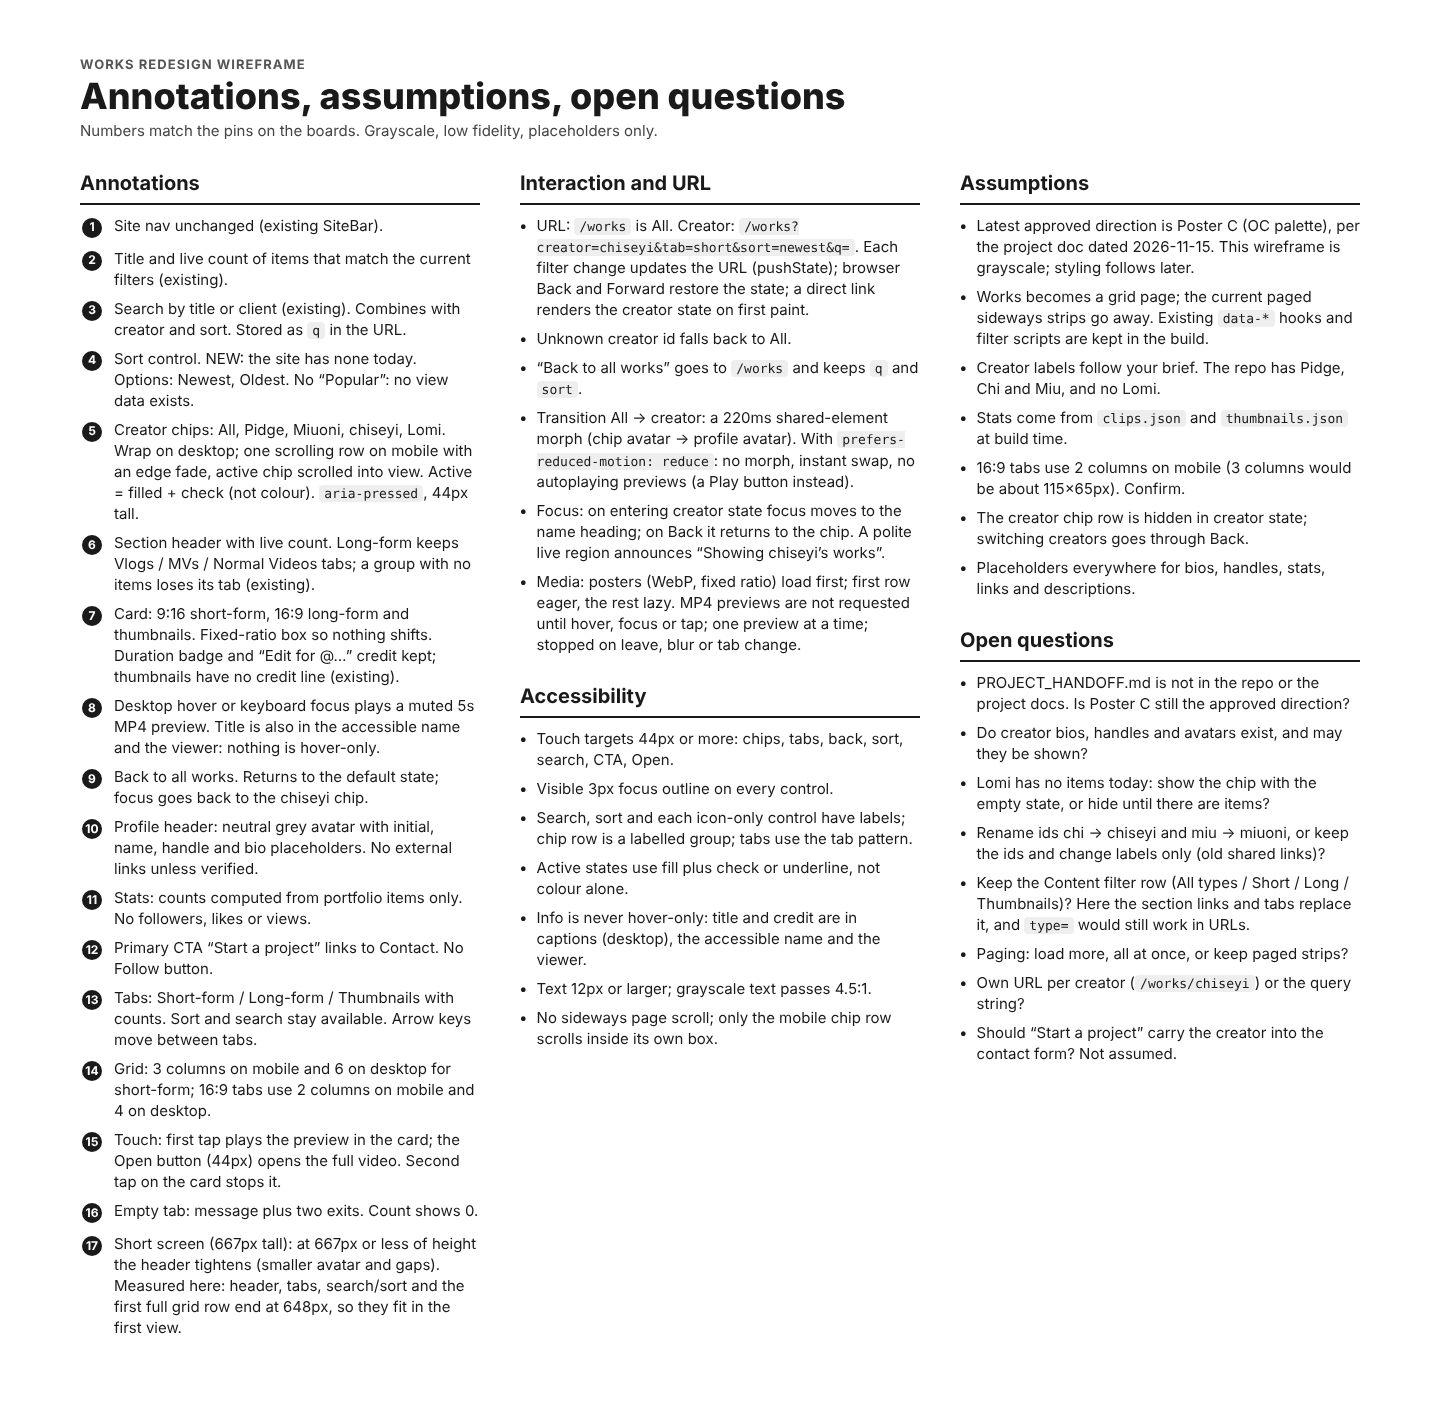 WORKS REDESIGN WIREFRAME
Annotations, assumptions, open questions
Numbers match the pins on the boards. Grayscale, low fidelity, placeholders only.
Annotations
1 Site nav unchanged (existing SiteBar).
2 Title and live count of items that match the current
filters (existing).
3 Search by title or client (existing). Combines with
creator and sort. Stored as q in the URL.
4 Sort control. NEW: the site has none today.
Options: Newest, Oldest. No “Popular”: no view
data exists.
5 Creator chips: All, Pidge, Miuoni, chiseyi, Lomi.
Wrap on desktop; one scrolling row on mobile with
an edge fade, active chip scrolled into view. Active
= filled + check (not colour). aria-pressed, 44px
tall.
6 Section header with live count. Long-form keeps
Vlogs / MVs / Normal Videos tabs; a group with no
items loses its tab (existing).
7 Card: 9:16 short-form, 16:9 long-form and
thumbnails. Fixed-ratio box so nothing shifts.
Duration badge and “Edit for @…” credit kept;
thumbnails have no credit line (existing).
8 Desktop hover or keyboard focus plays a muted 5s
MP4 preview. Title is also in the accessible name
and the viewer: nothing is hover-only.
9 Back to all works. Returns to the default state;
focus goes back to the chiseyi chip.
10 Profile header: neutral grey avatar with initial,
name, handle and bio placeholders. No external
links unless verified.
11 Stats: counts computed from portfolio items only.
No followers, likes or views.
12 Primary CTA “Start a project” links to Contact. No
Follow button.
13 Tabs: Short-form / Long-form / Thumbnails with
counts. Sort and search stay available. Arrow keys
move between tabs.
14 Grid: 3 columns on mobile and 6 on desktop for
short-form; 16:9 tabs use 2 columns on mobile and
4 on desktop.
15 Touch: first tap plays the preview in the card; the
Open button (44px) opens the full video. Second
tap on the card stops it.
16 Empty tab: message plus two exits. Count shows 0.
17 Short screen (667px tall): at 667px or less of height
the header tightens (smaller avatar and gaps).
Measured here: header, tabs, search/sort and the
first full grid row end at 648px, so they fit in the
first view.
Interaction and URL
• URL: /works is All. Creator: /works?
creator=chiseyi&tab=short&sort=newest&q=. Each
filter change updates the URL (pushState); browser
Back and Forward restore the state; a direct link
renders the creator state on first paint.
• Unknown creator id falls back to All.
• “Back to all works” goes to /works and keeps q and
sort.
• Transition All → creator: a 220ms shared-element
morph (chip avatar → profile avatar). With prefers-
reduced-motion: reduce: no morph, instant swap, no
autoplaying previews (a Play button instead).
• Focus: on entering creator state focus moves to the
name heading; on Back it returns to the chip. A polite
live region announces “Showing chiseyi’s works”.
• Media: posters (WebP, fixed ratio) load first; first row
eager, the rest lazy. MP4 previews are not requested
until hover, focus or tap; one preview at a time;
stopped on leave, blur or tab change.
Accessibility
• Touch targets 44px or more: chips, tabs, back, sort,
search, CTA, Open.
• Visible 3px focus outline on every control.
• Search, sort and each icon-only control have labels;
chip row is a labelled group; tabs use the tab pattern.
• Active states use fill plus check or underline, not
colour alone.
• Info is never hover-only: title and credit are in
captions (desktop), the accessible name and the
viewer.
• Text 12px or larger; grayscale text passes 4.5:1.
• No sideways page scroll; only the mobile chip row
scrolls inside its own box.
Assumptions
• Latest approved direction is Poster C (OC palette), per
the project doc dated 2026-11-15. This wireframe is
grayscale; styling follows later.
• Works becomes a grid page; the current paged
sideways strips go away. Existing data-* hooks and
filter scripts are kept in the build.
• Creator labels follow your brief. The repo has Pidge,
Chi and Miu, and no Lomi.
• Stats come from clips.json and thumbnails.json
at build time.
• 16:9 tabs use 2 columns on mobile (3 columns would
be about 115×65px). Confirm.
• The creator chip row is hidden in creator state;
switching creators goes through Back.
• Placeholders everywhere for bios, handles, stats,
links and descriptions.
Open questions
• PROJECT_HANDOFF.md is not in the repo or the
project docs. Is Poster C still the approved direction?
• Do creator bios, handles and avatars exist, and may
they be shown?
• Lomi has no items today: show the chip with the
empty state, or hide until there are items?
• Rename ids chi → chiseyi and miu → miuoni, or keep
the ids and change labels only (old shared links)?
• Keep the Content filter row (All types / Short / Long /
Thumbnails)? Here the section links and tabs replace
it, and type= would still work in URLs.
• Paging: load more, all at once, or keep paged strips?
• Own URL per creator (/works/chiseyi) or the query
string?
• Should “Start a project” carry the creator into the
contact form? Not assumed.